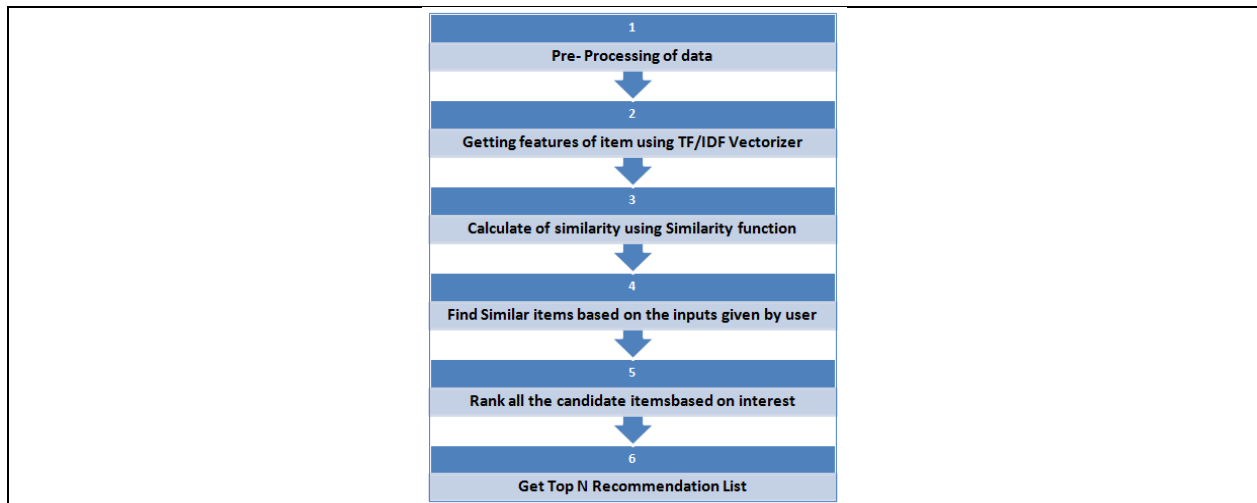 1
Pre- Processing of data
2
Getting features of item using TF/IDF Vectorizer
3
Calculate of similarity using Similarity function
4
Find Similar items based on the inputs given by user
5
Rank all the candidate itemsbased on interest
6
Get Top N Recommendation List